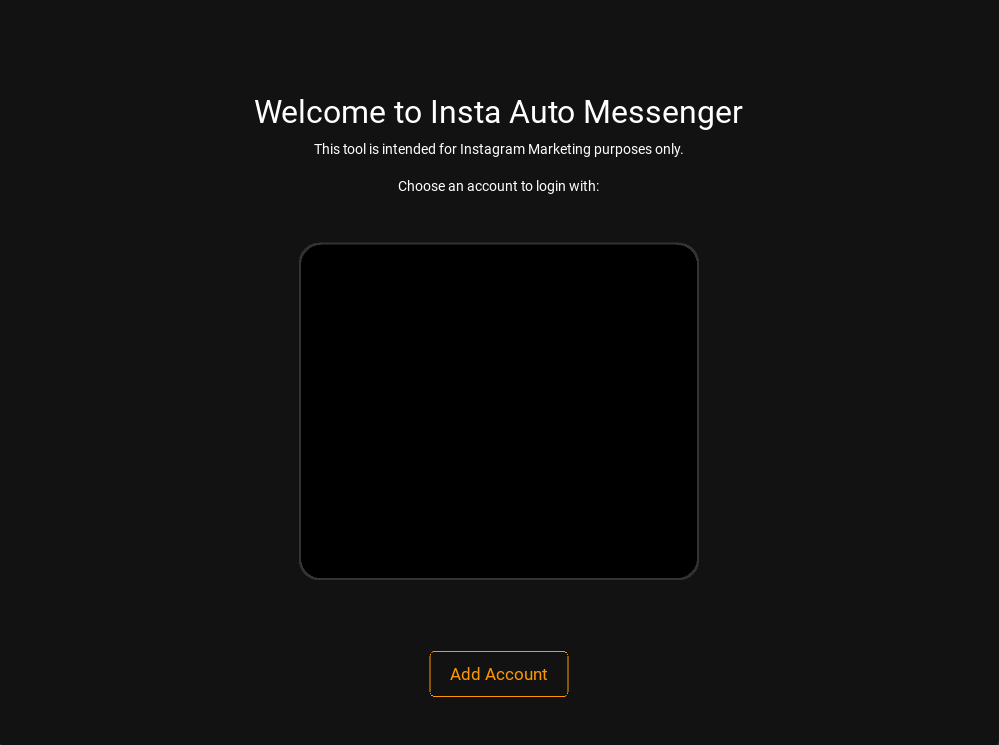 Welcome to Insta Auto Messenger
This tool is intended for Instagram Marketing purposes only.
Choose an account to login with:
Add Account